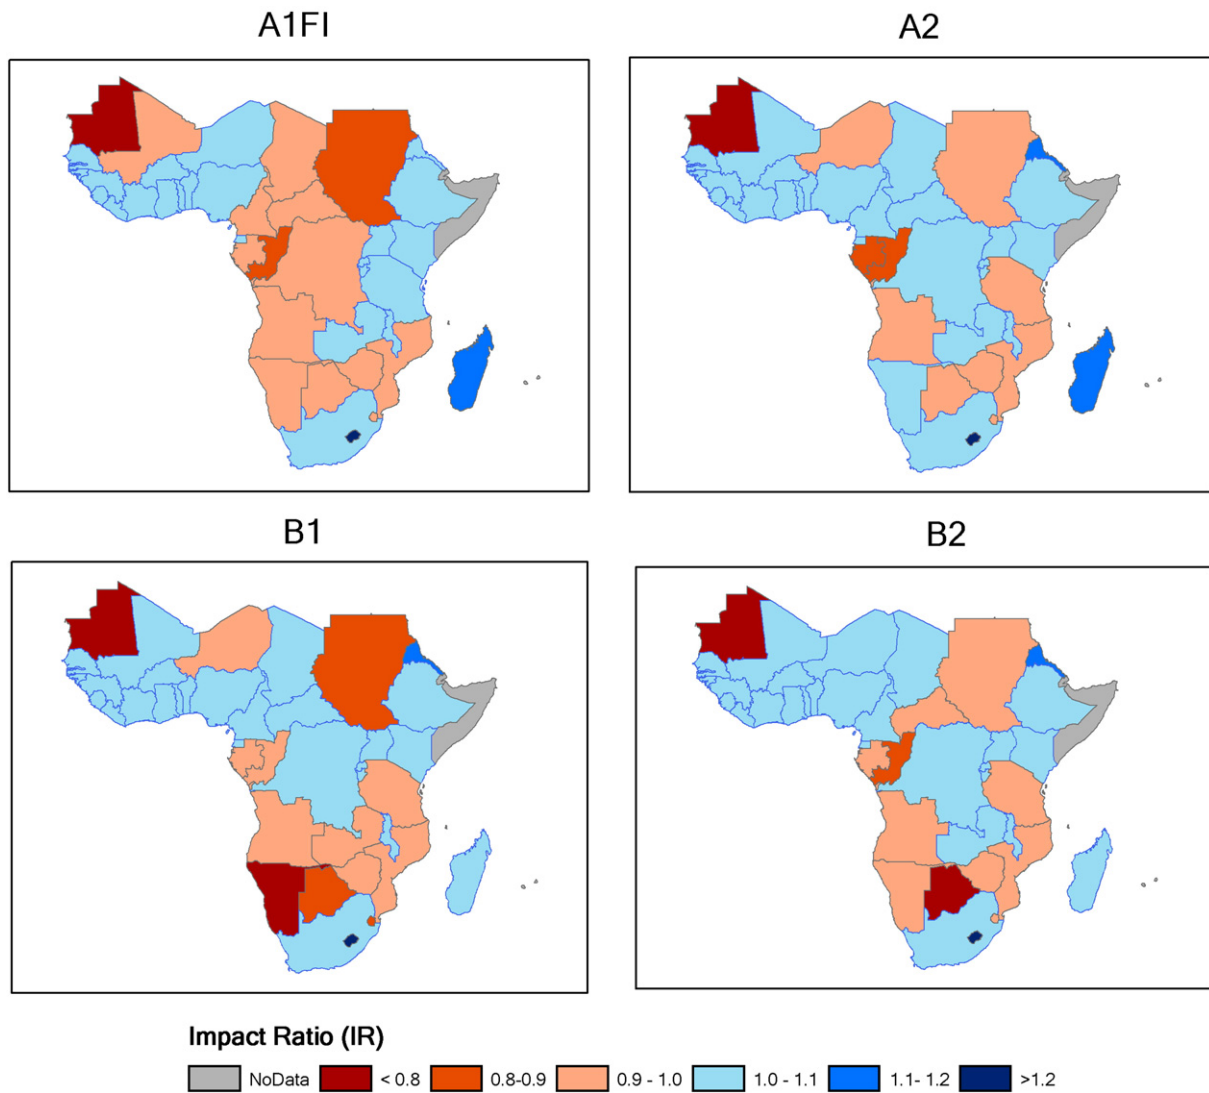 A1FI
A2
B1
B2
Impact Ratio (IR)
NoData < 0.8 0.8-0.9 0.9 - 1.0 1.0 - 1.1 1.1- 1.2 >1.2